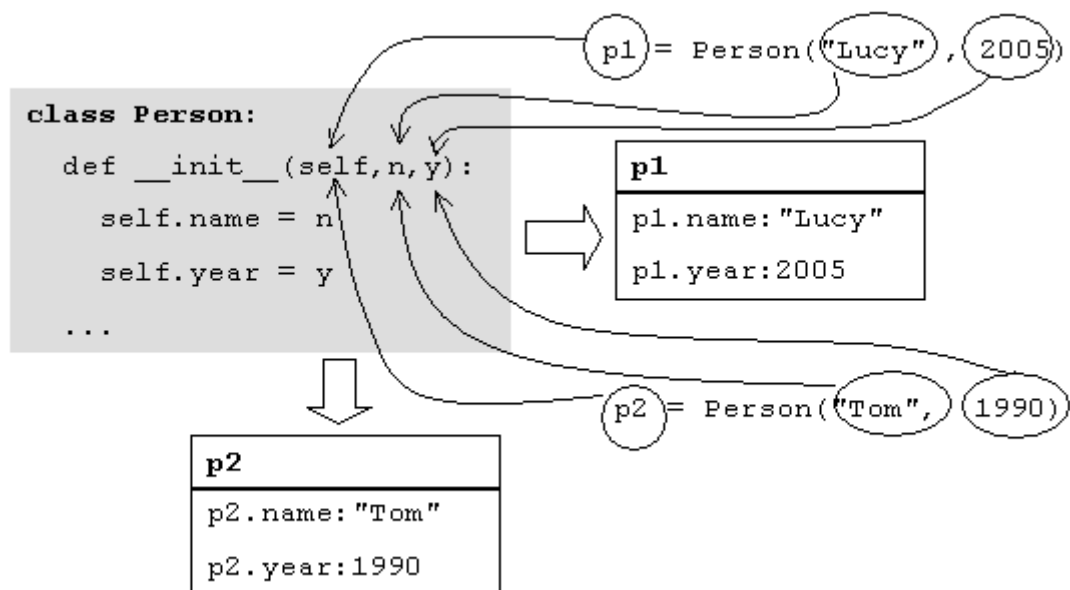 p1 = Person("Lucy", 2005)
class Person:
def __init__(self,n,y):
self.name = n
self.year = y
...
p1
p1.name:"Lucy"
p1.year:2005
p2 = Person("Tom", 1990)
p2
p2.name:"Tom"
p2.year:1990